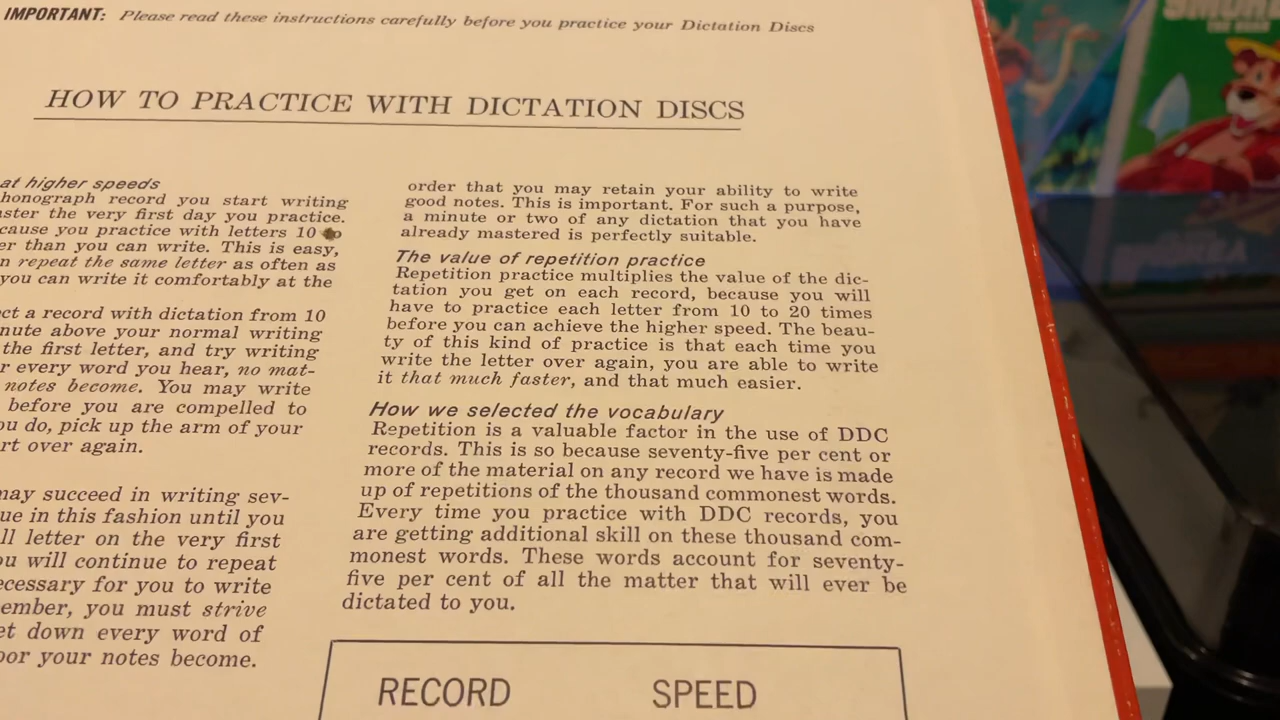 IMPORTANT: Please read these instructions carefully before you practice your Dictation Discs
HOW TO PRACTICE WITH DICTATION DISCS
at higher speeds
honograph record you start writing
aster the very first day you practice.
cause you practice with letters 10 to
er than you can write. This is easy,
n repeat the same letter as often as
you can write it comfortably at the
ct a record with dictation from 10
nute above your normal writing
the first letter, and try writing
r every word you hear, no mat-
notes become. You may write
before you are compelled to
ou do, pick up the arm of your
rt over again.
may succeed in writing sev-
ue in this fashion until you
ll letter on the very first
ou will continue to repeat
ecessary for you to write
ember, you must strive
et down every word of
oor your notes become.
order that you may retain your ability to write
good notes. This is important. For such a purpose,
a minute or two of any dictation that you have
already mastered is perfectly suitable.
The value of repetition practice
Repetition practice multiplies the value of the dic-
tation you get on each record, because you will
have to practice each letter from 10 to 20 times
before you can achieve the higher speed. The beau-
ty of this kind of practice is that each time you
write the letter over again, you are able to write
it that much faster, and that much easier.
How we selected the vocabulary
Repetition is a valuable factor in the use of DDC
records. This is so because seventy-five per cent or
more of the material on any record we have is made
up of repetitions of the thousand commonest words.
Every time you practice with DDC records, you
are getting additional skill on these thousand com-
monest words. These words account for seventy-
five per cent of all the matter that will ever be
dictated to you.
RECORD SPEED